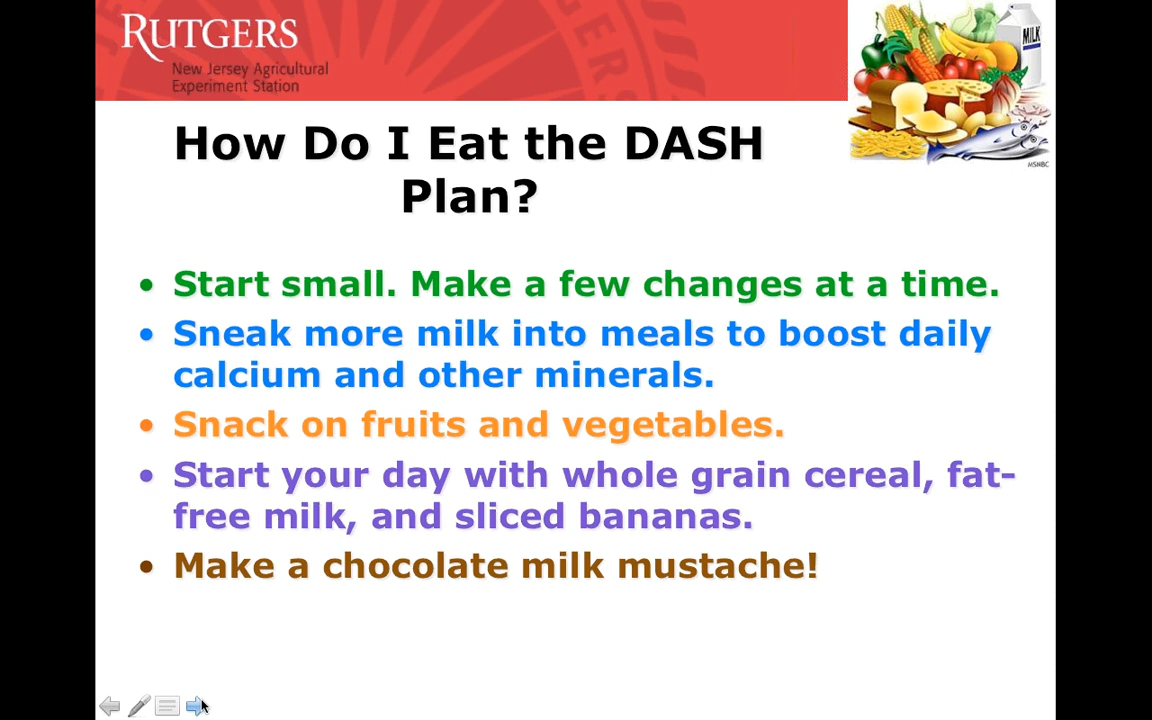 RUTGERS
New Jersey Agricultural
Experiment Station
MILK
MSNBC
How Do I Eat the DASH
Plan?
• Start small. Make a few changes at a time.
• Sneak more milk into meals to boost daily
calcium and other minerals.
• Snack on fruits and vegetables.
• Start your day with whole grain cereal, fat-
free milk, and sliced bananas.
• Make a chocolate milk mustache!